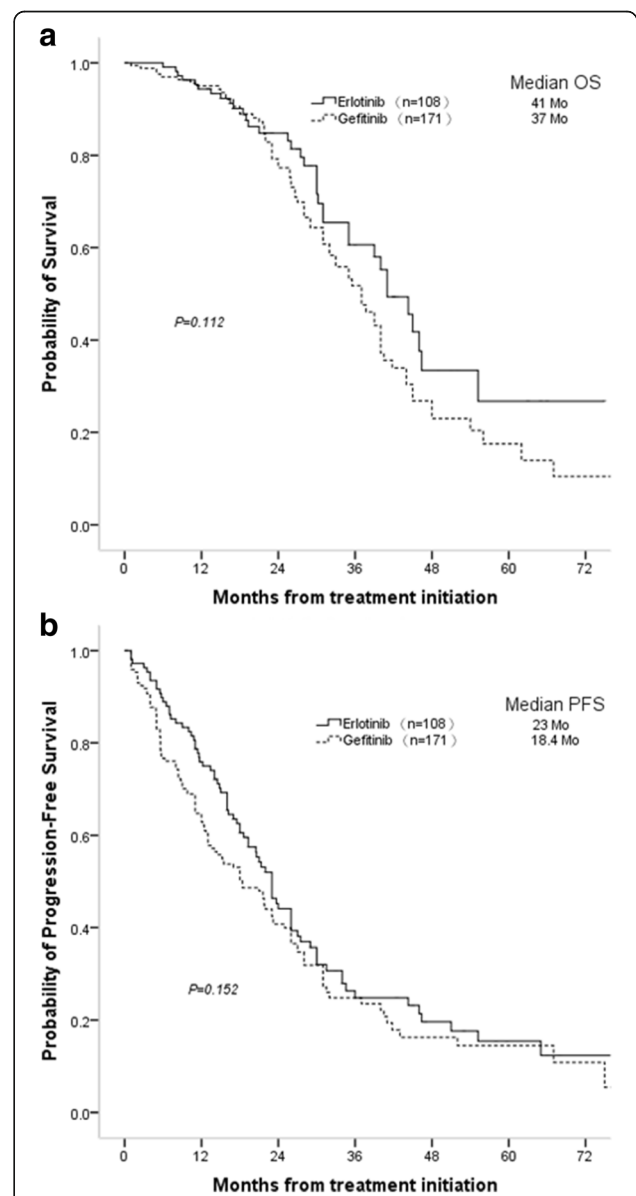 a
Median OS
Erlotinib (n=108) 41 Mo
Gefitinib (n=171) 37 Mo
Probability of Survival
1.0
0.8
0.6
0.4
0.2
0.0
P=0.112
0 12 24 36 48 60 72
Months from treatment initiation
b
Median PFS
Erlotinib (n=108) 23 Mo
Gefitinib (n=171) 18.4 Mo
Probability of Progression-Free Survival
1.0
0.8
0.6
0.4
0.2
0.0
P=0.152
0 12 24 36 48 60 72
Months from treatment initiation